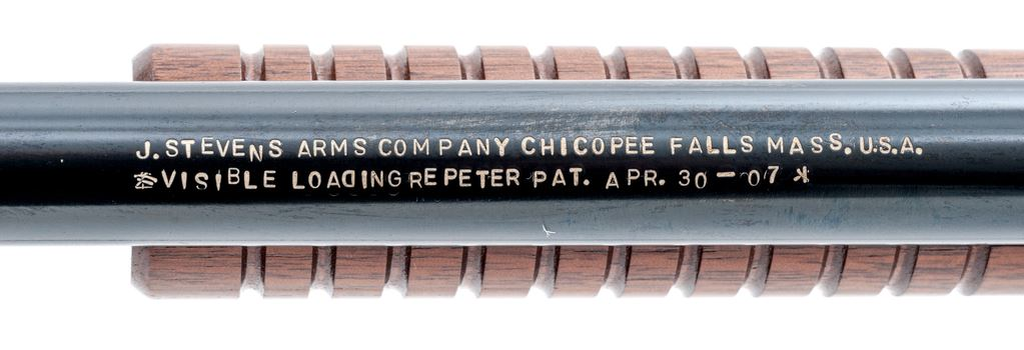 J. STEVENS ARMS COMPANY CHICOPEE FALLS MASS. U.S.A.
VISIBLE LOADING REPETER PAT. APR. 30 - 07 *